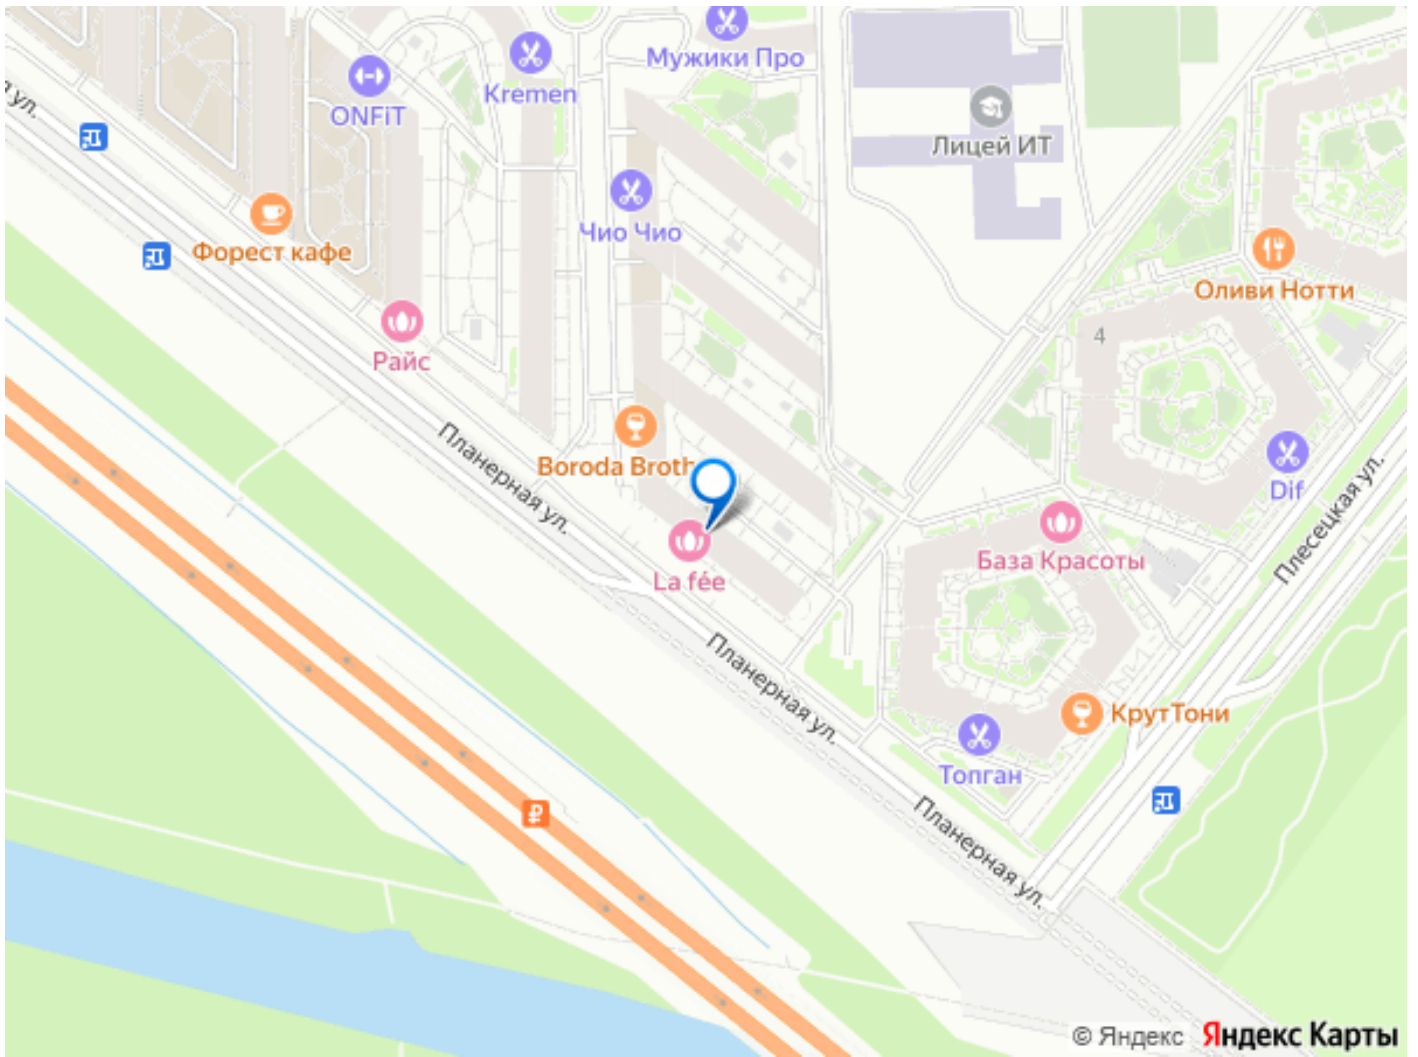 Мужики Про
Kremen
ONFiT
я ул.
Лицей ИТ
Чио Чио
Форест кафе
Оливи Нотти
4
Райс
Планерная ул.
Boroda Broth
Dif
Плесецкая ул.
База Красоты
La fée
Планерная ул.
КрутТони
Топган
Планерная ул.
₽
© Яндекс Яндекс Карты